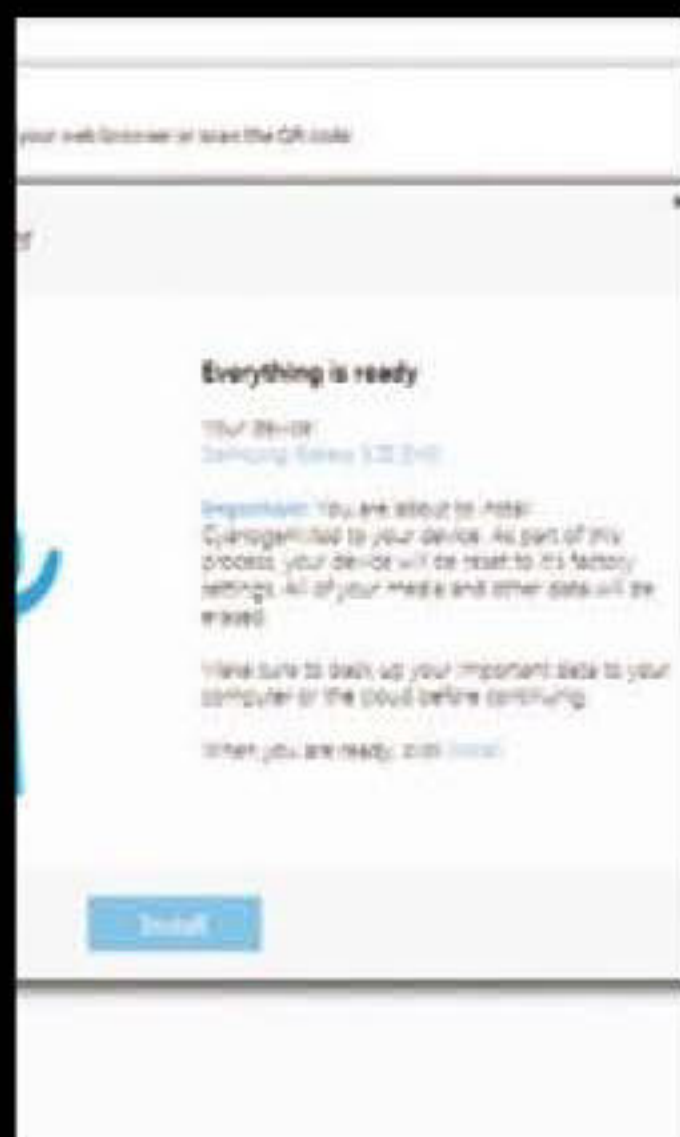 your web browser or scan the QR code
er
Everything is ready
Your device
Samsung Galaxy
Important: You are about to install
CyanogenMod to your device. As part of this
process, your device will be reset to it's factory
settings. All of your media and other data will be
erased.
Make sure to back up your important data to your
computer or the cloud before continuing.
When you are ready, click Install.
Install